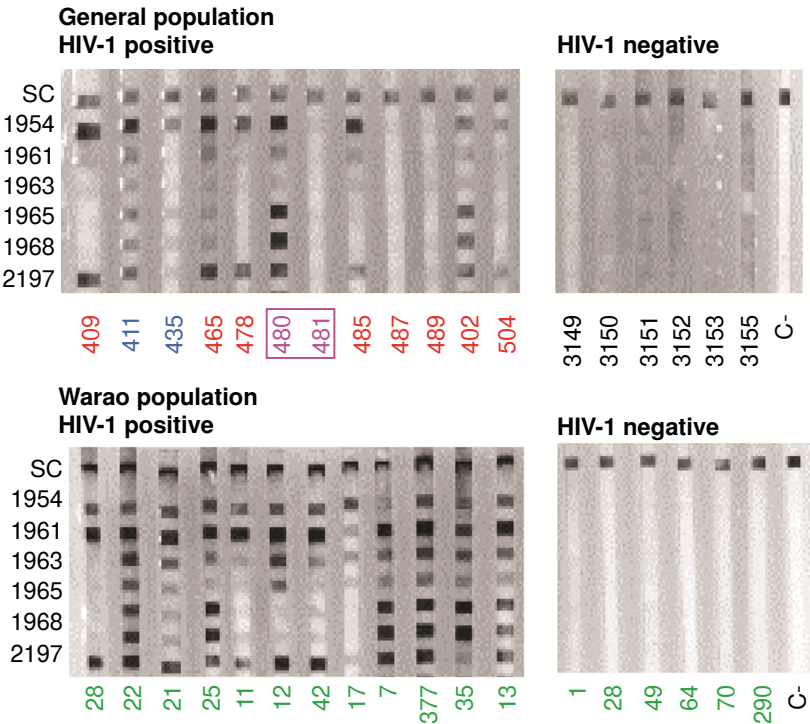 General population
HIV-1 positive
HIV-1 negative
SC
1954
1961
1963
1965
1968
2197
409 411 435 465 478 480 481 485 487 489 402 504
3149 3150 3151 3152 3153 3155 C-
Warao population
HIV-1 positive
HIV-1 negative
SC
1954
1961
1963
1965
1968
2197
28 22 21 25 11 12 42 17 7 377 35 13
1 28 49 64 70 290 C-